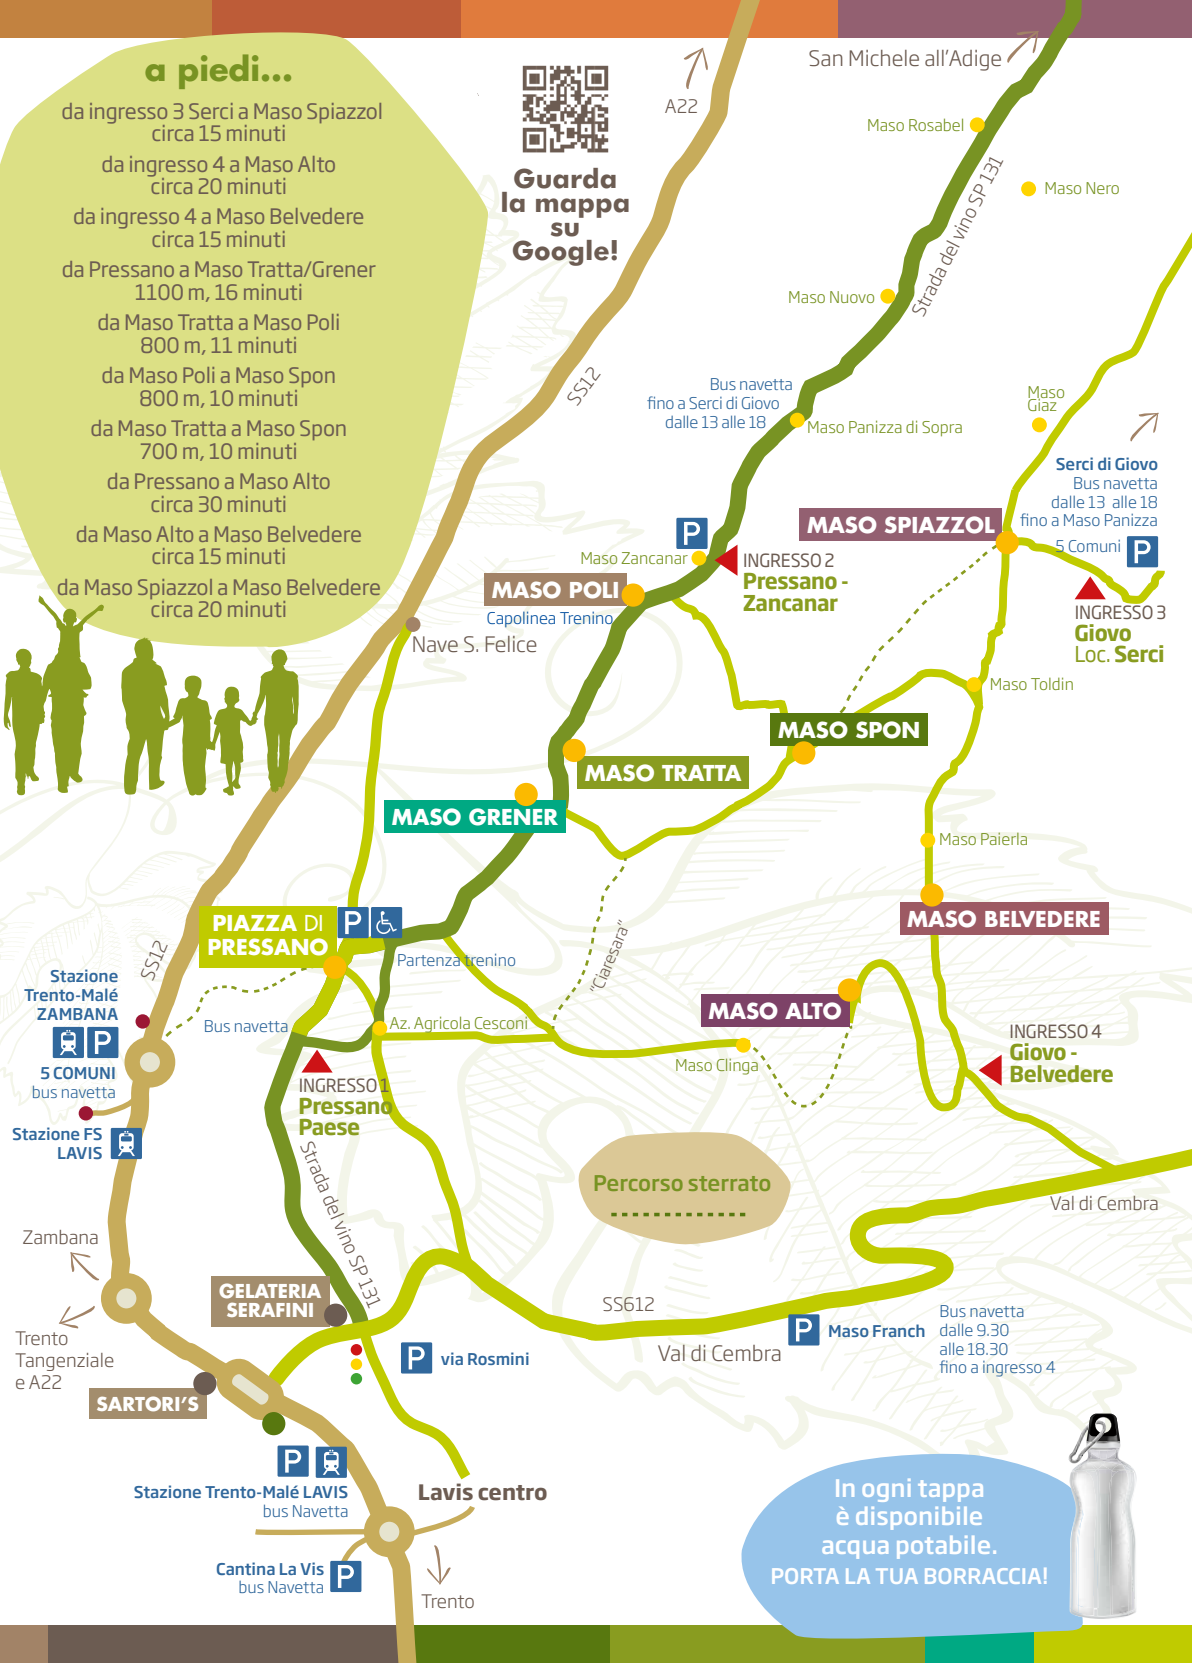 a piedi...
da ingresso 3 Serci a Maso Spiazzol
circa 15 minuti
da ingresso 4 a Maso Alto
circa 20 minuti
da ingresso 4 a Maso Belvedere
circa 15 minuti
da Pressano a Maso Tratta/Grener
1100 m, 16 minuti
da Maso Tratta a Maso Poli
800 m, 11 minuti
da Maso Poli a Maso Spon
800 m, 10 minuti
da Maso Tratta a Maso Spon
700 m, 10 minuti
da Pressano a Maso Alto
circa 30 minuti
da Maso Alto a Maso Belvedere
circa 15 minuti
da Maso Spiazzol a Maso Belvedere
circa 20 minuti
Guarda
la mappa
su
Google!
A22
San Michele all'Adige
Maso Rosabel
Maso Nero
Strada del vino SP 131
Maso Nuovo
SS12
Bus navetta
fino a Serci di Giovo
dalle 13 alle 18
Maso Panizza di Sopra
Maso
Giaz
Serci di Giovo
Bus navetta
dalle 13 alle 18
fino a Maso Panizza
5 Comuni
P
MASO SPIAZZOL
P
Maso Zancanar
INGRESSO 2
Pressano -
Zancanar
MASO POLI
Capolinea Trenino
INGRESSO 3
Giovo
Loc. Serci
Nave S. Felice
Maso Toldin
MASO SPON
MASO TRATTA
MASO GRENER
Maso Paierla
MASO BELVEDERE
PIAZZA DI
PRESSANO
P
Partenza trenino
"Ciaresara"
SS12
Stazione
Trento-Malé
ZAMBANA
P
5 COMUNI
bus navetta
Stazione FS
LAVIS
Bus navetta
Az. Agricola Cesconi
MASO ALTO
Maso Clinga
INGRESSO 4
Giovo -
Belvedere
INGRESSO 1
Pressano
Paese
Strada del vino SP 131
Percorso sterrato
Val di Cembra
Zambana
Trento
Tangenziale
e A22
GELATERIA
SERAFINI
SS612
Val di Cembra
P
Maso Franch
Bus navetta
dalle 9.30
alle 18.30
fino a ingresso 4
P
via Rosmini
SARTORI'S
P
Stazione Trento-Malé LAVIS
bus Navetta
Lavis centro
Cantina La Vis
bus Navetta
P
Trento
In ogni tappa
è disponibile
acqua potabile.
PORTA LA TUA BORRACCIA!